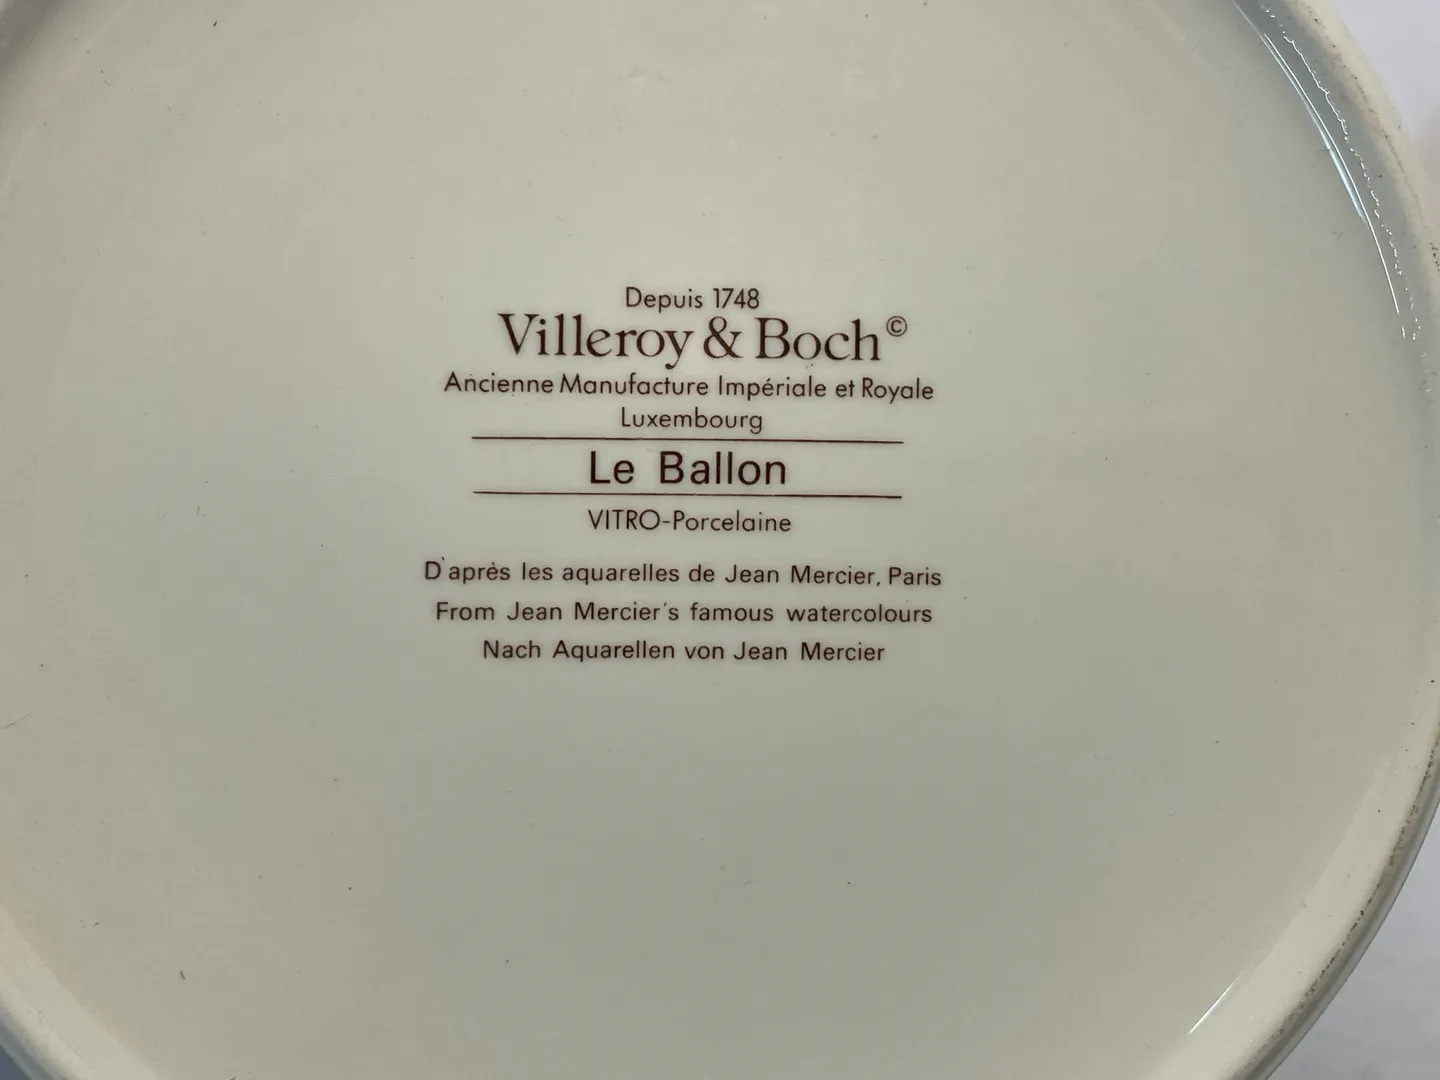 Depuis 1748
Villeroy & Boch©
Ancienne Manufacture Impériale et Royale
Luxembourg
Le Ballon
VITRO-Porcelaine
D'après les aquarelles de Jean Mercier, Paris
From Jean Mercier's famous watercolours
Nach Aquarellen von Jean Mercier